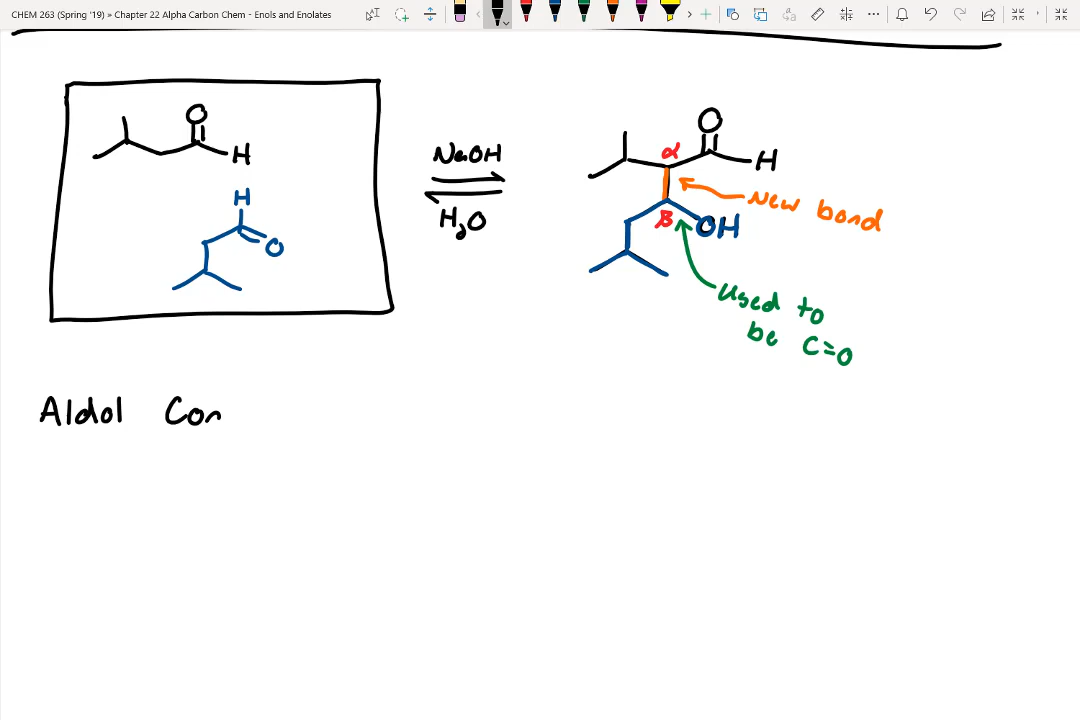 CHEM 263 (Spring '19) » Chapter 22 Alpha Carbon Chem - Enols and Enolates
O
H
H
O
NaOH
H₂O
O
α
H
New bond
β
OH
used to
be C=O
Aldol Con